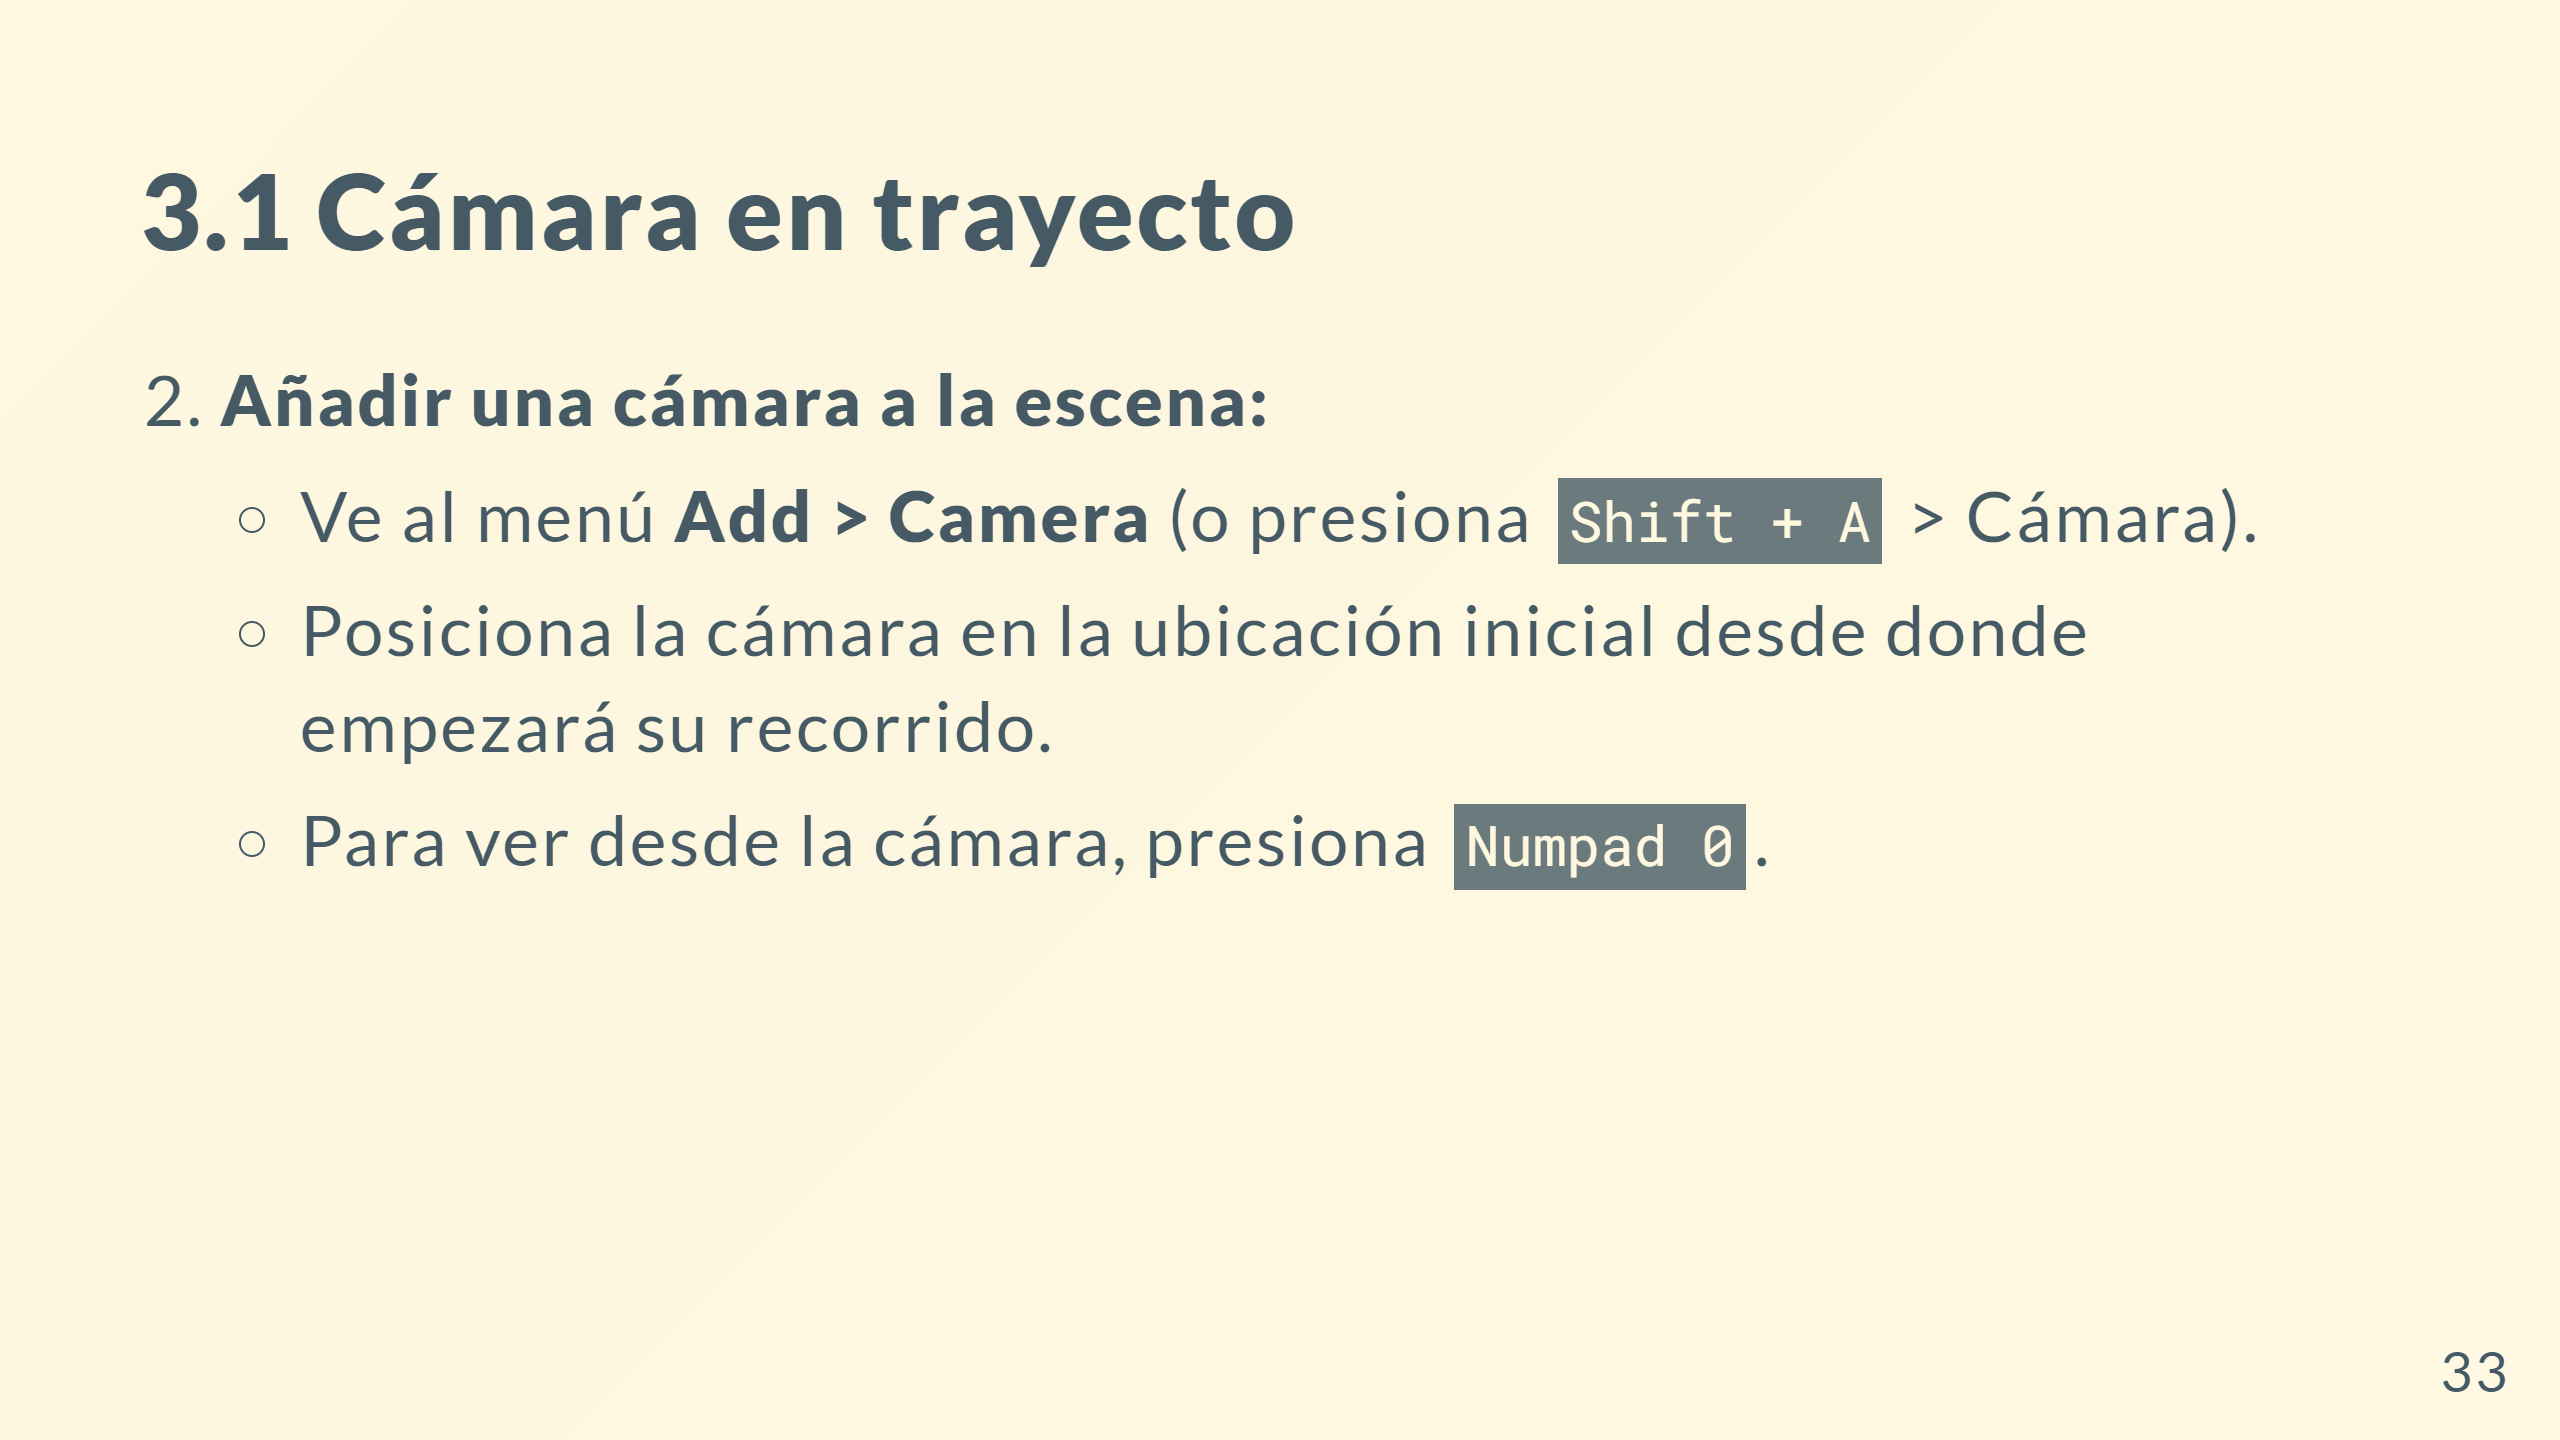 3.1 Cámara en trayecto
2. Añadir una cámara a la escena:
○ Ve al menú Add > Camera (o presiona Shift + A > Cámara).
○ Posiciona la cámara en la ubicación inicial desde donde
empezará su recorrido.
○ Para ver desde la cámara, presiona Numpad 0.
33